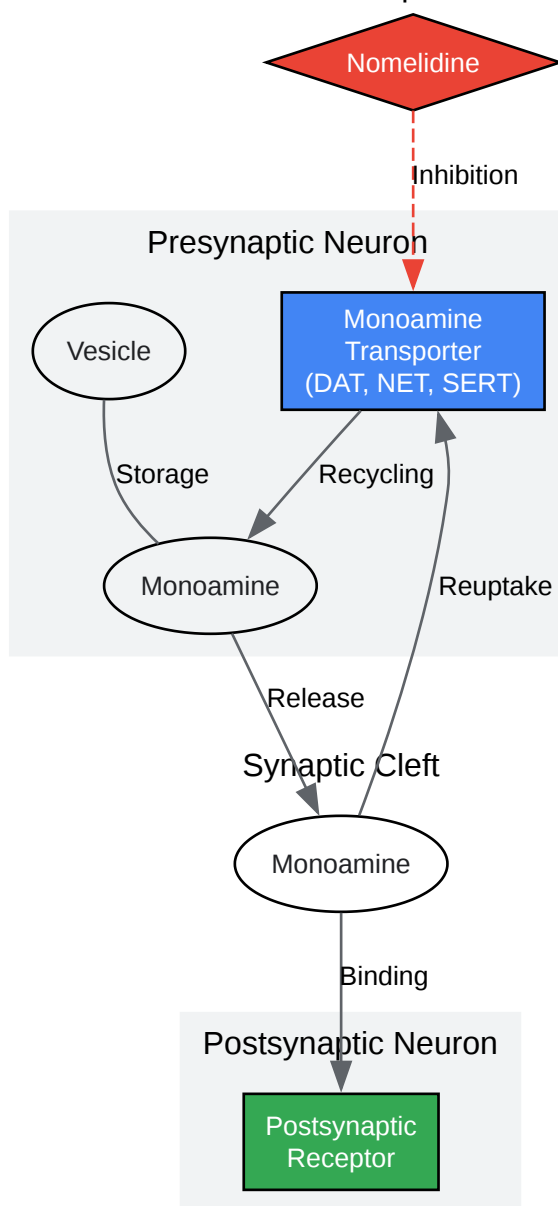 Nomelidine
Inhibition
Presynaptic Neuron
Monoamine
Transporter
(DAT, NET, SERT)
Vesicle
Storage
Recycling
Monoamine
Reuptake
Release
Synaptic Cleft
Monoamine
Binding
Postsynaptic Neuron
Postsynaptic
Receptor